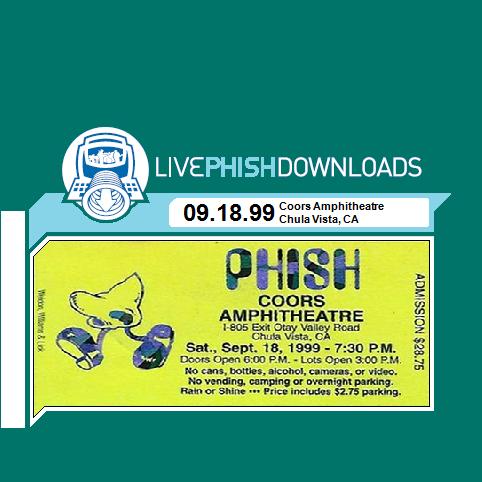 LIVEPHISHDOWNLOADS
09.18.99
Coors Amphitheatre
Chula Vista, CA
PHISH
COORS
AMPHITHEATRE
I-805 Exit Otay Valley Road
Chula Vista, CA
Sat., Sept. 18, 1999 - 7:30 P.M.
Doors Open 6:00 P.M. - Lots Open 3:00 P.M.
No cans, bottles, alcohol, cameras, or video.
No vending, camping or overnight parking.
Rain or Shine ••• Price includes $2.75 parking.
ADMISSION $28.75
Weldon, Williams & Lick